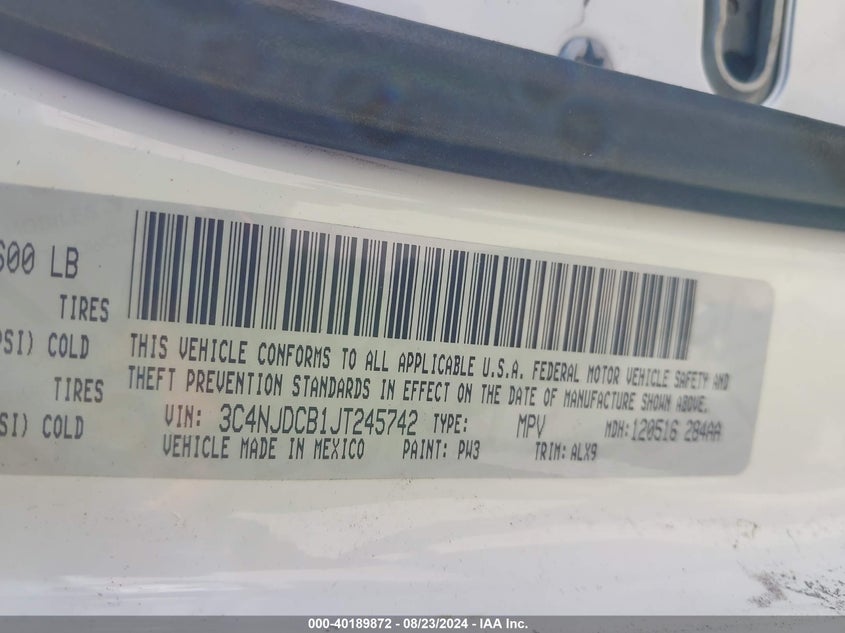 600 LB
TIRES
PSI) COLD
TIRES
SI) COLD
THIS VEHICLE CONFORMS TO ALL APPLICABLE U.S.A. FEDERAL MOTOR VEHICLE SAFETY AND
THEFT PREVENTION STANDARDS IN EFFECT ON THE DATE OF MANUFACTURE SHOWN ABOVE.
VIN: 3C4NJDCB1JT245742 TYPE: MPV MDH: 120516 284AA
VEHICLE MADE IN MEXICO PAINT: PW3 TRIM: ALX9
000-40189872 - 08/23/2024 - IAA Inc.